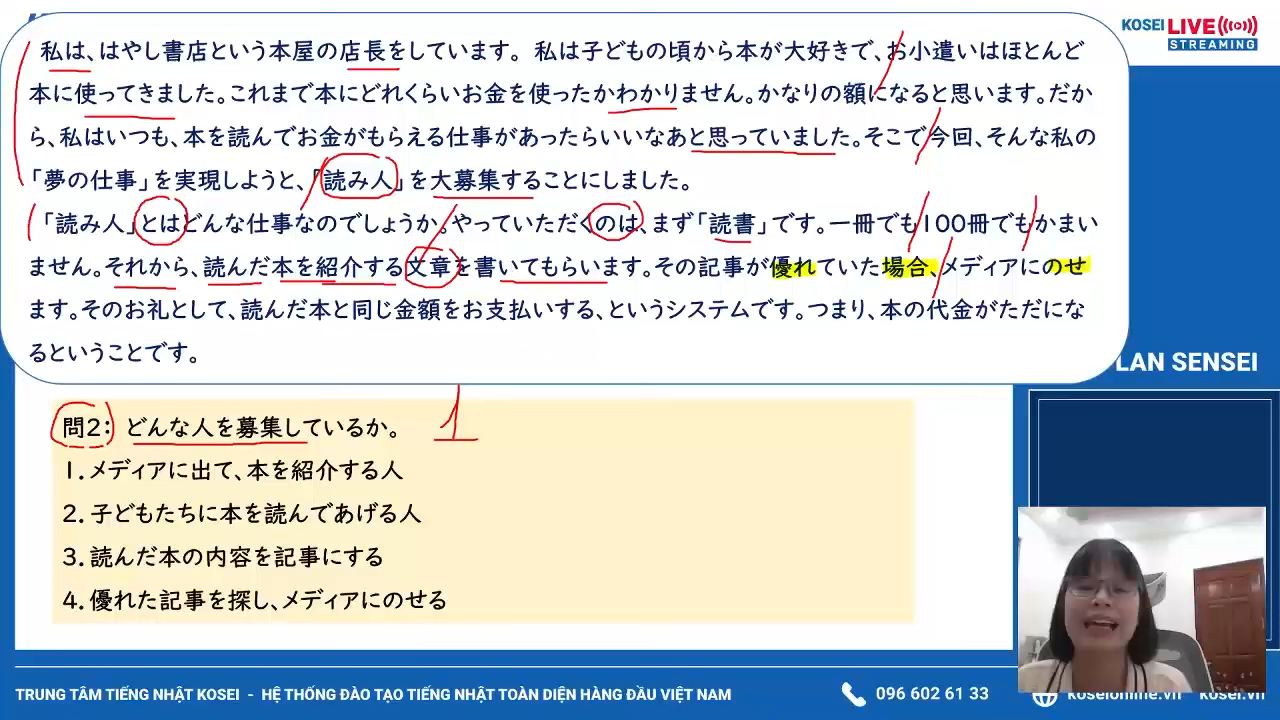 KOSEI LIVE STREAMING
私は、はやし書店という本屋の店長をしています。 私は子どもの頃から本が大好きで、お小遣いはほとんど
本に使ってきました。これまで本にどれくらいお金を使ったかわかりません。かなりの額になると思います。だか
ら、私はいつも、本を読んでお金がもらえる仕事があったらいいなあと思っていました。そこで今回、そんな私の
「夢の仕事」を実現しようと、「読み人」を大募集することにしました。
「読み人」とはどんな仕事なのでしょうか。やっていただくのは、まず「読書」です。一冊でも100冊でもかまい
ません。それから、読んだ本を紹介する文章を書いてもらいます。その記事が優れていた場合、メディアにのせ
ます。そのお礼として、読んだ本と同じ金額をお支払いする、というシステムです。つまり、本の代金がただにな
るということです。
LAN SENSEI
問2: どんな人を募集しているか。 1
1. メディアに出て、本を紹介する人
2. 子どもたちに本を読んであげる人
3. 読んだ本の内容を記事にする
4. 優れた記事を探し、メディアにのせる
TRUNG TÂM TIẾNG NHẬT KOSEI - HỆ THỐNG ĐÀO TẠO TIẾNG NHẬT TOÀN DIỆN HÀNG ĐẦU VIỆT NAM
096 602 61 33
koseionline.vn kosei.vn